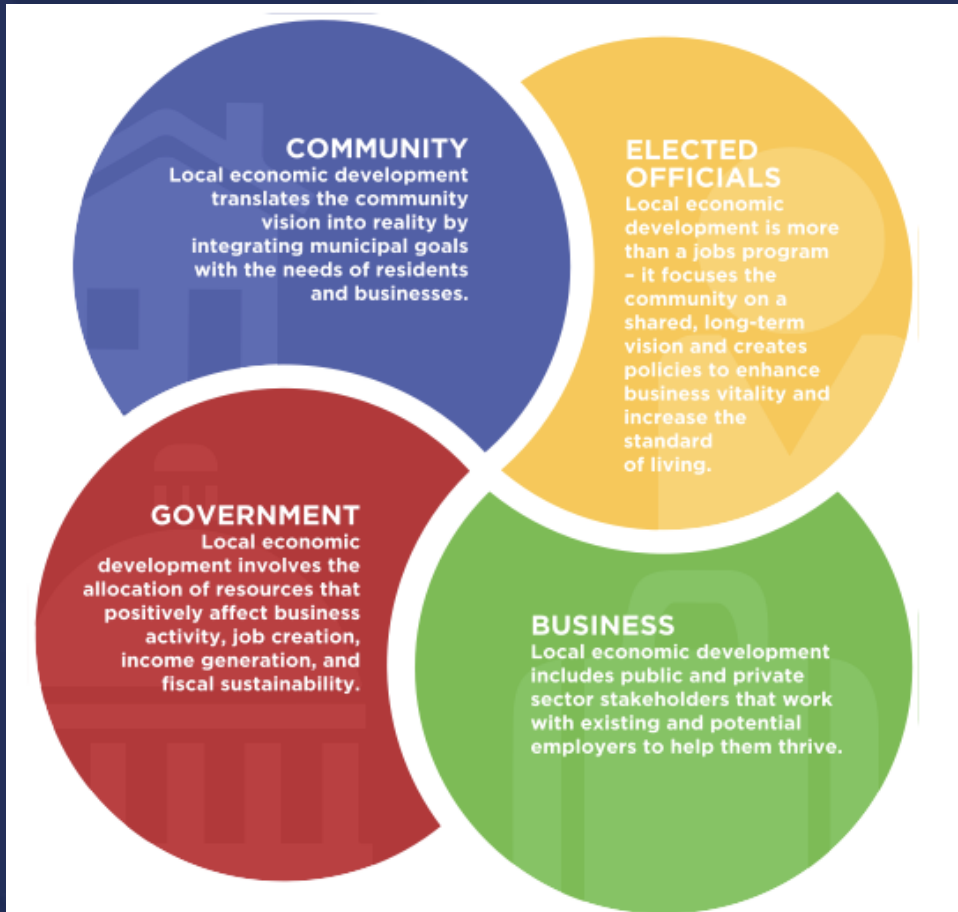 COMMUNITY
Local economic development
translates the community
vision into reality by
integrating municipal goals
with the needs of residents
and businesses.
ELECTED
OFFICIALS
Local economic
development is more
than a jobs program
– it focuses the
community on a
shared, long-term
vision and creates
policies to enhance
business vitality and
increase the
standard
of living.
GOVERNMENT
Local economic
development involves the
allocation of resources that
positively affect business
activity, job creation,
income generation, and
fiscal sustainability.
BUSINESS
Local economic development
includes public and private
sector stakeholders that work
with existing and potential
employers to help them thrive.